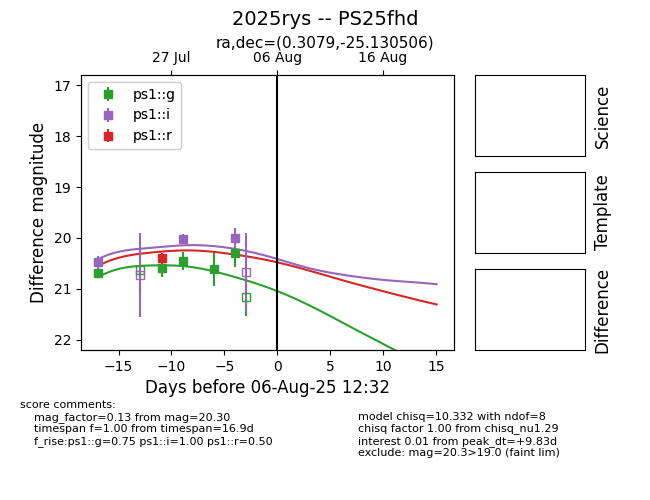 2025rys -- PS25fhd
ra,dec=(0.3079,-25.130506)
27 Jul
06 Aug
16 Aug
ps1::g
ps1::i
ps1::r
17
18
19
20
21
22
Difference magnitude
−15
−10
−5
0
5
10
15
Days before 06-Aug-25 12:32
Science
Template
Difference
score comments:
mag_factor=0.13 from mag=20.30
timespan f=1.00 from timespan=16.9d
f_rise:ps1::g=0.75 ps1::i=1.00 ps1::r=0.50
model chisq=10.332 with ndof=8
chisq factor 1.00 from chisq_nu1.29
interest 0.01 from peak_dt=+9.83d
exclude: mag=20.3>19.0 (faint lim)